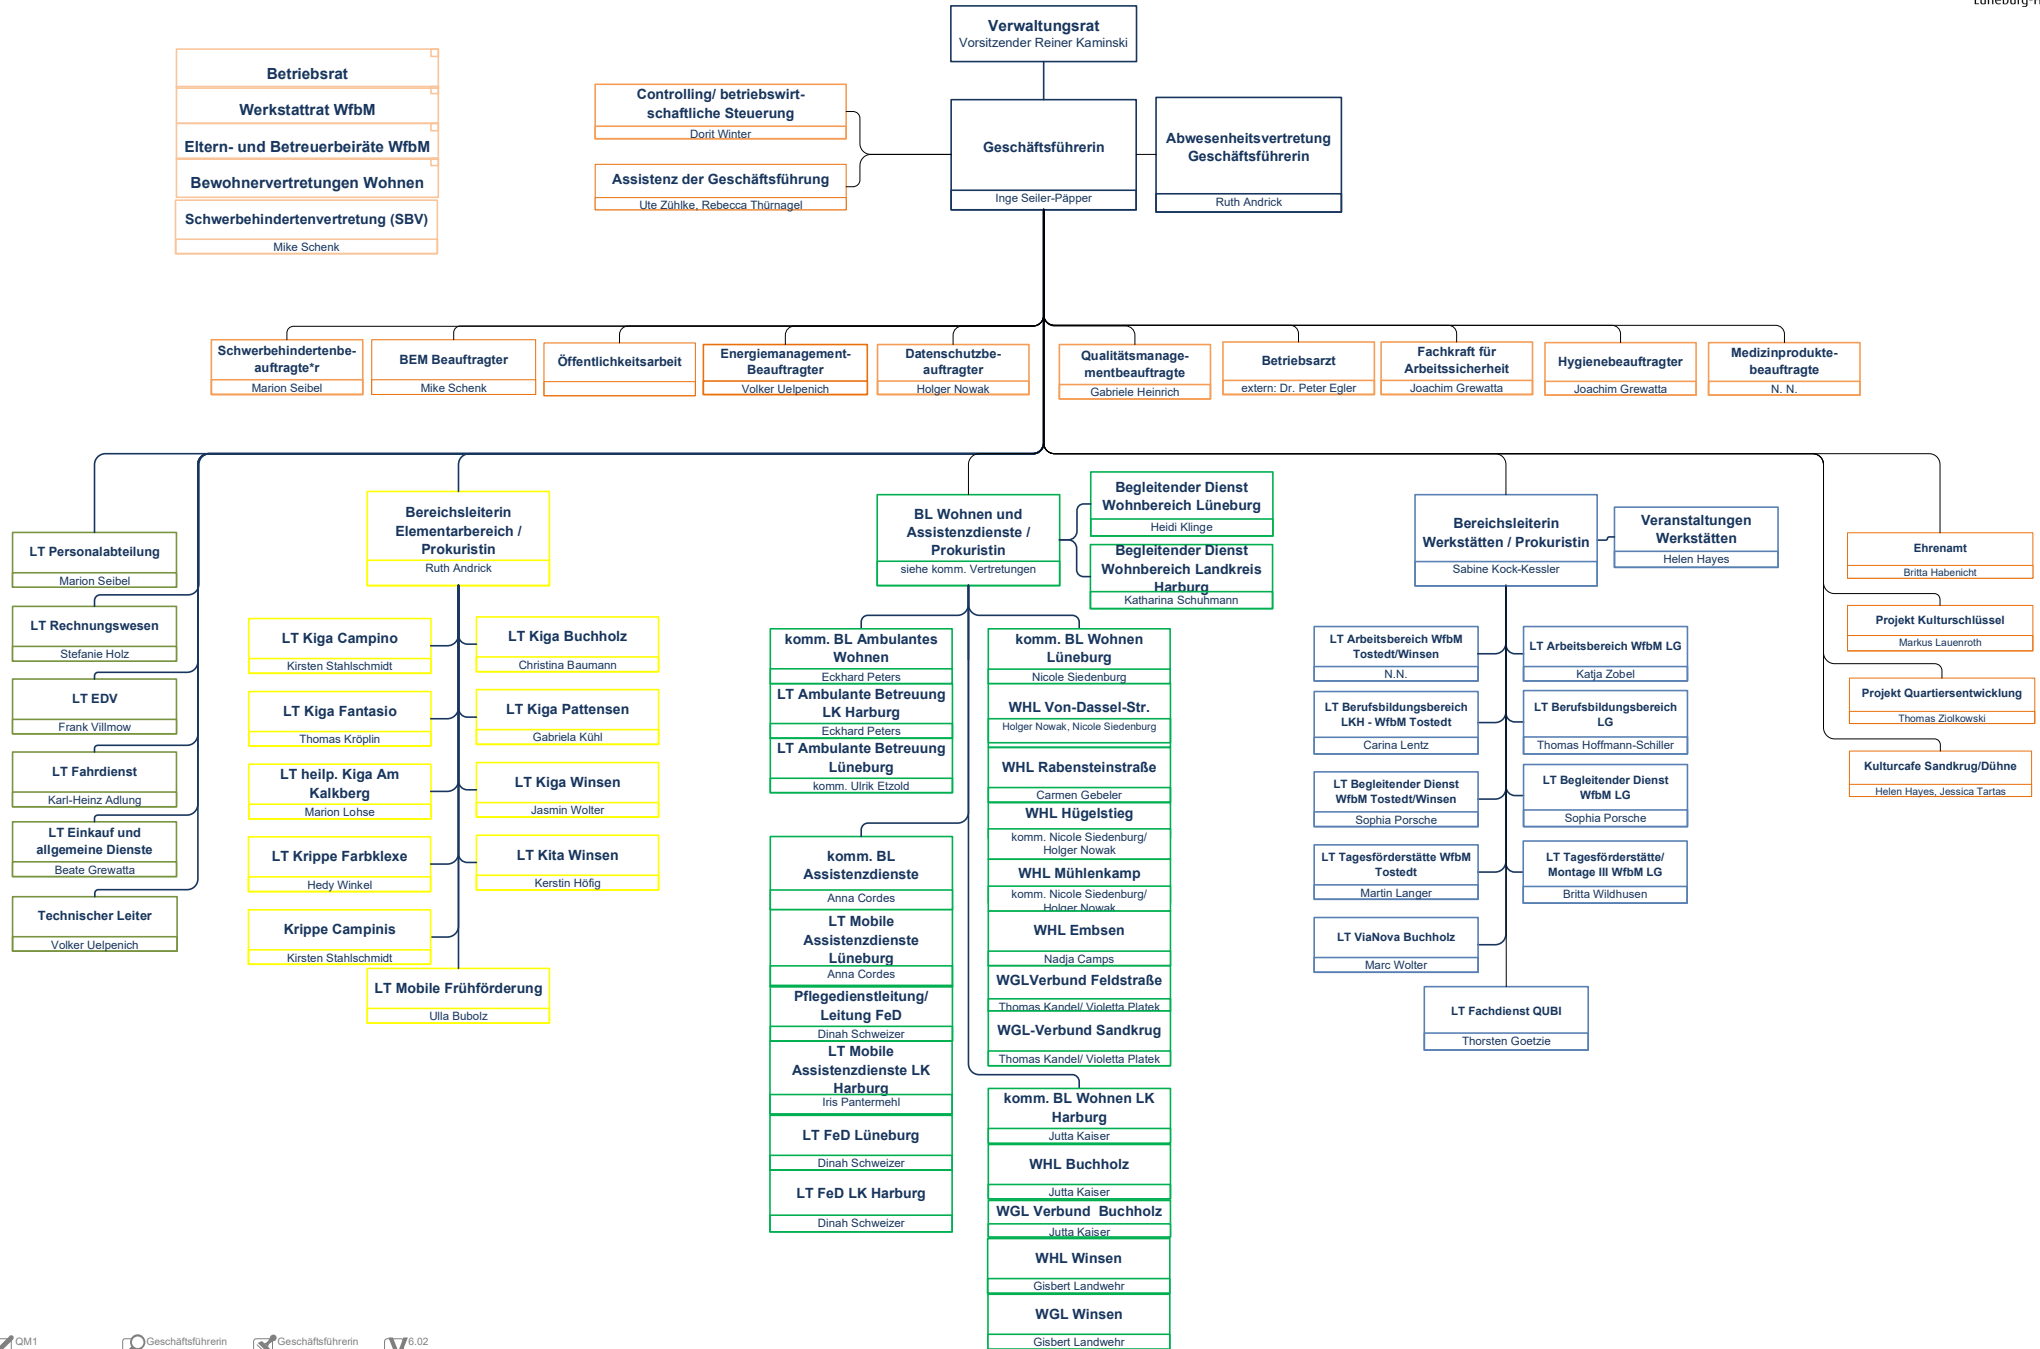 Lüneburg-H
Verwaltungsrat
Vorsitzender Reiner Kaminski
Betriebsrat
Werkstattrat WfbM
Eltern- und Betreuerbeiräte WfbM
Bewohnervertretungen Wohnen
Schwerbehindertenvertretung (SBV)
Mike Schenk
Controlling/ betriebswirt-
schaftliche Steuerung
Dorit Winter
Assistenz der Geschäftsführung
Ute Zühlke, Rebecca Thürnagel
Geschäftsführerin
Inge Seiler-Päpper
Abwesenheitsvertretung
Geschäftsführerin
Ruth Andrick
Schwerbehindertenbe-
auftragte*r
Marion Seibel
BEM Beauftragter
Mike Schenk
Öffentlichkeitsarbeit
Energiemanagement-
Beauftragter
Volker Uelpenich
Datenschutzbe-
auftragter
Holger Nowak
Qualitätsmanage-
mentbeauftragte
Gabriele Heinrich
Betriebsarzt
extern: Dr. Peter Egler
Fachkraft für
Arbeitssicherheit
Joachim Grewatta
Hygienebeauftragter
Joachim Grewatta
Medizinprodukte-
beauftragte
N. N.
LT Personalabteilung
Marion Seibel
LT Rechnungswesen
Stefanie Holz
LT EDV
Frank Villmow
LT Fahrdienst
Karl-Heinz Adlung
LT Einkauf und
allgemeine Dienste
Beate Grewatta
Technischer Leiter
Volker Uelpenich
Bereichsleiterin
Elementarbereich /
Prokuristin
Ruth Andrick
LT Kiga Campino
Kirsten Stahlschmidt
LT Kiga Buchholz
Christina Baumann
LT Kiga Fantasio
Thomas Kröplin
LT Kiga Pattensen
Gabriela Kühl
LT heilp. Kiga Am
Kalkberg
Marion Lohse
LT Kiga Winsen
Jasmin Wolter
LT Krippe Farbklexe
Hedy Winkel
LT Kita Winsen
Kerstin Höfig
Krippe Campinis
Kirsten Stahlschmidt
LT Mobile Frühförderung
Ulla Bubolz
BL Wohnen und
Assistenzdienste /
Prokuristin
siehe komm. Vertretungen
Begleitender Dienst
Wohnbereich Lüneburg
Heidi Klinge
Begleitender Dienst
Wohnbereich Landkreis
Harburg
Katharina Schuhmann
komm. BL Ambulantes
Wohnen
Eckhard Peters
LT Ambulante Betreuung
LK Harburg
Eckhard Peters
LT Ambulante Betreuung
Lüneburg
komm. Ulrik Etzold
komm. BL
Assistenzdienste
Anna Cordes
LT Mobile
Assistenzdienste
Lüneburg
Anna Cordes
Pflegedienstleitung/
Leitung FeD
Dinah Schweizer
LT Mobile
Assistenzdienste LK
Harburg
Iris Pantermehl
LT FeD Lüneburg
Dinah Schweizer
LT FeD LK Harburg
Dinah Schweizer
komm. BL Wohnen
Lüneburg
Nicole Siedenburg
WHL Von-Dassel-Str.
Holger Nowak, Nicole Siedenburg
WHL Rabensteinstraße
Carmen Gebeler
WHL Hügelstieg
komm. Nicole Siedenburg/
Holger Nowak
WHL Mühlenkamp
komm. Nicole Siedenburg/
Holger Nowak
WHL Embsen
Nadja Camps
WGLVerbund Feldstraße
Thomas Kandel/ Violetta Platek
WGL-Verbund Sandkrug
Thomas Kandel/ Violetta Platek
komm. BL Wohnen LK
Harburg
Jutta Kaiser
WHL Buchholz
Jutta Kaiser
WGL Verbund Buchholz
Jutta Kaiser
WHL Winsen
Gisbert Landwehr
WGL Winsen
Gisbert Landwehr
Bereichsleiterin
Werkstätten / Prokuristin
Sabine Kock-Kessler
Veranstaltungen
Werkstätten
Helen Hayes
LT Arbeitsbereich WfbM
Tostedt/Winsen
N.N.
LT Arbeitsbereich WfbM LG
Katja Zobel
LT Berufsbildungsbereich
LKH - WfbM Tostedt
Carina Lentz
LT Berufsbildungsbereich
LG
Thomas Hoffmann-Schiller
LT Begleitender Dienst
WfbM Tostedt/Winsen
Sophia Porsche
LT Begleitender Dienst
WfbM LG
Sophia Porsche
LT Tagesförderstätte WfbM
Tostedt
Martin Langer
LT Tagesförderstätte/
Montage III WfbM LG
Britta Wildhusen
LT ViaNova Buchholz
Marc Wolter
LT Fachdienst QUBI
Thorsten Goetzie
Ehrenamt
Britta Habenicht
Projekt Kulturschlüssel
Markus Lauenroth
Projekt Quartiersentwicklung
Thomas Ziolkowski
Kulturcafe Sandkrug/Dühne
Helen Hayes, Jessica Tartas
QM1
Geschäftsführerin
Geschäftsführerin
V 6.02